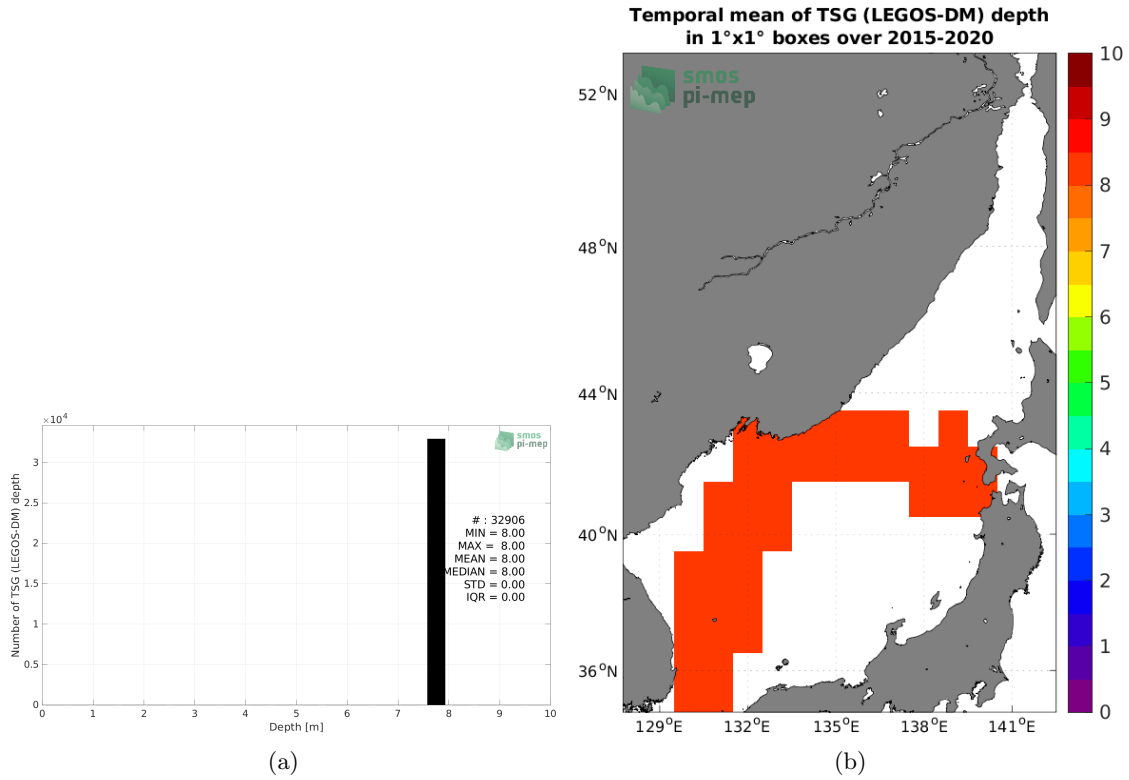 ×10⁴
3
2.5
2
1.5
1
0.5
0
Number of TSG (LEGOS-DM) depth
smos
pi-mep
# : 32906
MIN = 8.00
MAX = 8.00
MEAN = 8.00
MEDIAN = 8.00
STD = 0.00
IQR = 0.00
0 1 2 3 4 5 6 7 8 9 10
Depth [m]
(a)
Temporal mean of TSG (LEGOS-DM) depth
in 1°x1° boxes over 2015-2020
smos
pi-mep
52°N
48°N
44°N
40°N
36°N
129°E 132°E 135°E 138°E 141°E
10
9
8
7
6
5
4
3
2
1
0
(b)